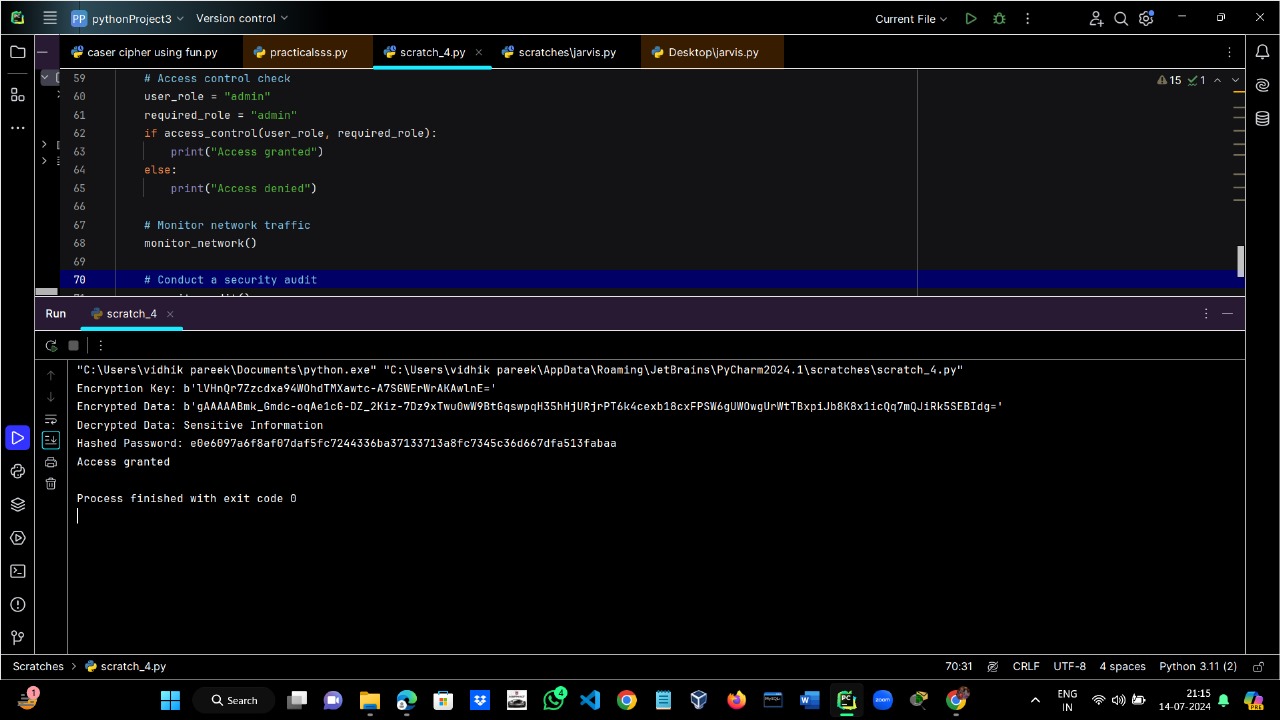 PP pythonProject3 Version control Current File
caser cipher using fun.py practicalsss.py scratch_4.py scratches\jarvis.py Desktop\jarvis.py
59 # Access control check
15 1
60 user_role = "admin"
61 required_role = "admin"
62 if access_control(user_role, required_role):
63 print("Access granted")
64 else:
65 print("Access denied")
66
67 # Monitor network traffic
68 monitor_network()
69
70 # Conduct a security audit
Run scratch_4
"C:\Users\vidhik pareek\Documents\python.exe" "C:\Users\vidhik pareek\AppData\Roaming\JetBrains\PyCharm2024.1\scratches\scratch_4.py"
Encryption Key: b'lVHnQr7Zzcdxa94W0hdTMXawtc-A7SGWErWrAKAwlnE='
Encrypted Data: b'gAAAAABmk_Gmdc-oqAe1cG-DZ_2Kiz-7Dz9xTwu0wW9BtGqswpqH35hHjURjrPT6k4cexb18cxFPSW6gUW0wgUrWtTBxpiJb8K8x1icQq7mQJiRk5SEBIdg='
Decrypted Data: Sensitive Information
Hashed Password: e0e6097a6f8af07daf5fc7244336ba37133713a8fc7345c36d667dfa513fabaa
Access granted
Process finished with exit code 0
Scratches scratch_4.py 70:31 CRLF UTF-8 4 spaces Python 3.11 (2)
1 Search 4 zoom PRE
ENG
IN
21:15
14-07-2024